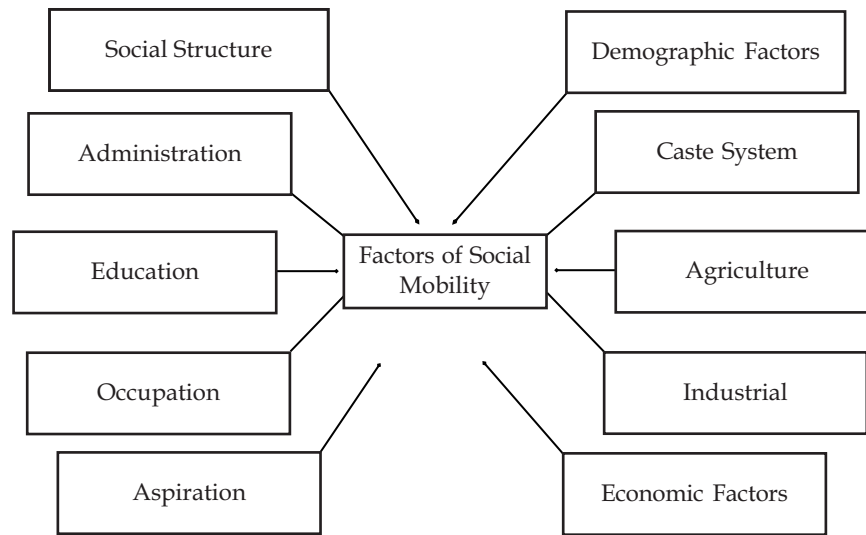 Social Structure
Demographic Factors
Administration
Caste System
Factors of Social
Mobility
Education
Agriculture
Occupation
Industrial
Aspiration
Economic Factors